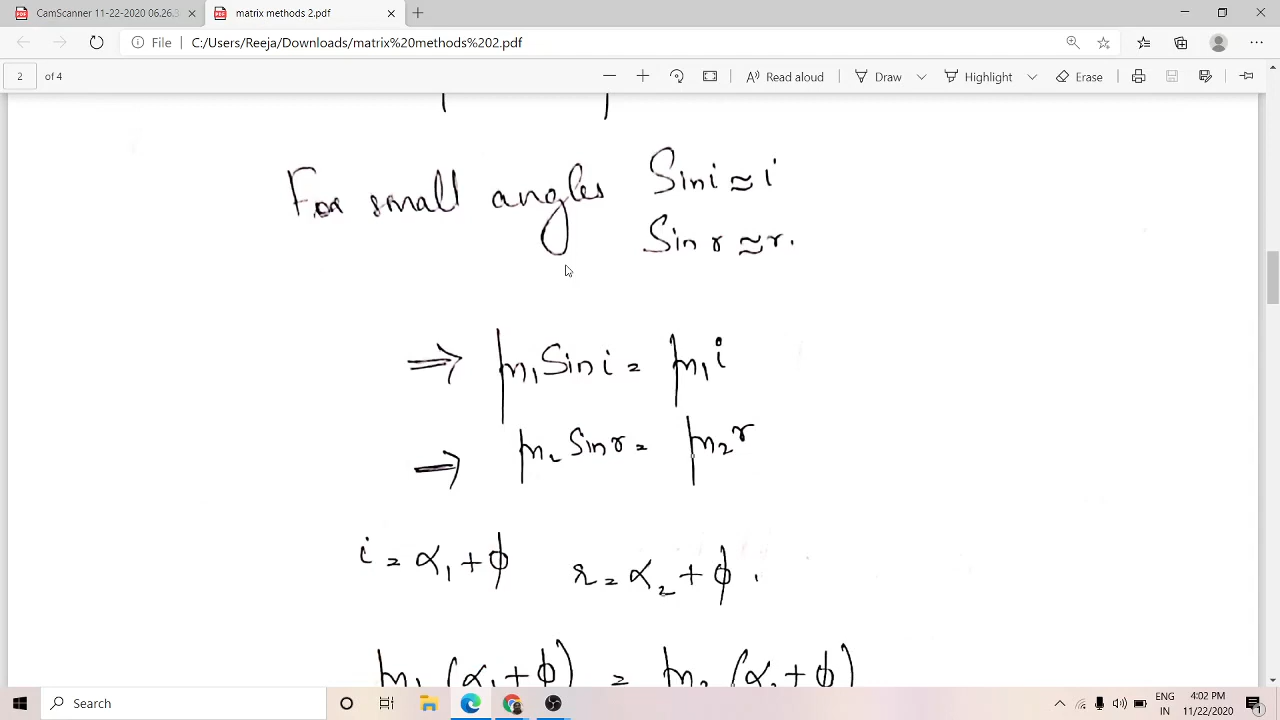 CamScanner 11-22-2020 06.26.3
matrix methods 2.pdf
File C:/Users/Reeja/Downloads/matrix%20methods%202.pdf
2 of 4
Read aloud
Draw
Highlight
Erase
For small angles Sin i ≈ i
Sin r ≈ r.
⇒ μ₁ Sin i = μ₁ i
→ μ₂ Sin r = μ₂ r
i = α₁ + ϕ r = α₂ + ϕ .
μ₁ (α₁ + ϕ) = μ₂ (α₂ + ϕ)
Search
ENG
IN
4:02 PM
11/22/2020